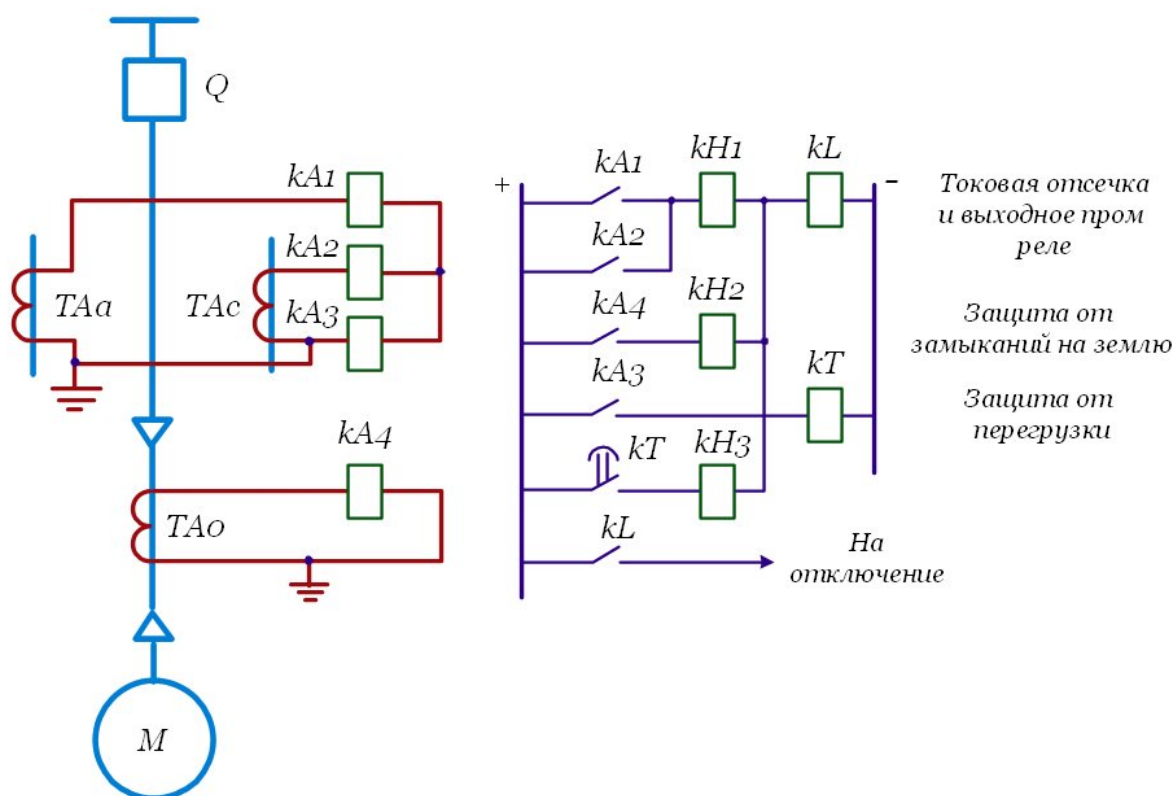 Q
kA1
kA2
TAa
TAc
kA3
kA4
TAo
M
+
kA1
kH1
kL
–
Токовая отсечка
и выходное пром
реле
kA2
kA4
kH2
Защита от
замыканий на землю
kA3
kT
Защита от
перегрузки
kT
kH3
kL
На
отключение